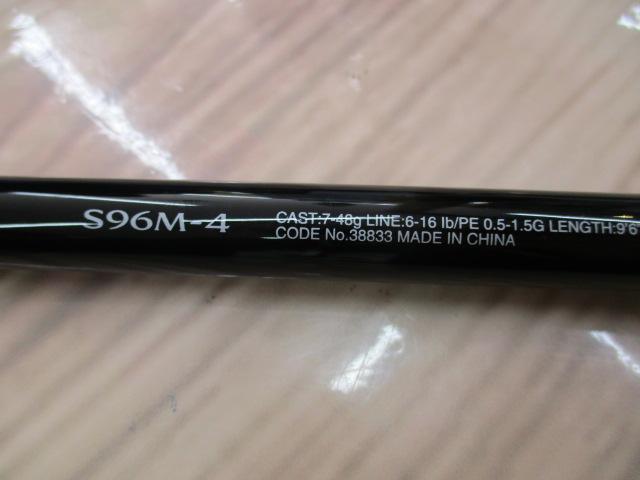 S96M-4
CAST:7-48g LINE:6-16 lb/PE 0.5-1.5G LENGTH:9'6
CODE No.38833 MADE IN CHINA